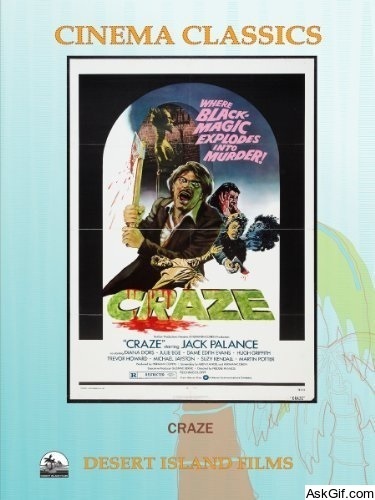 CINEMA CLASSICS
WHERE
BLACK-
MAGIC
EXPLODES
INTO
MURDER!
CRAZE
"CRAZE" starring JACK PALANCE
DIANA DORS · JULIE EGE · DAME EDITH EVANS · HUGH GRIFFITH
TREVOR HOWARD · MICHAEL JAYSTON · SUZY KENDALL · MARTIN POTTER
R RESTRICTED
CRAZE
DESERT ISLAND FILMS
AskGif.com